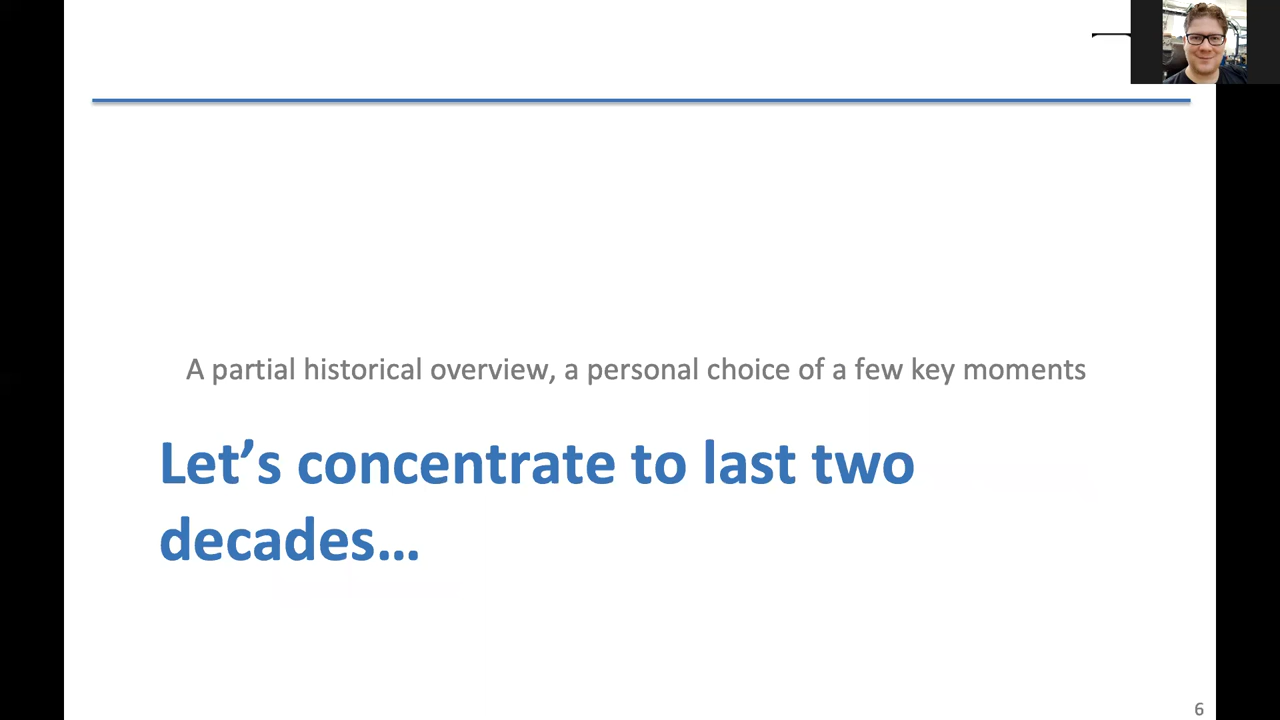 A partial historical overview, a personal choice of a few key moments
Let’s concentrate to last two
decades…
6